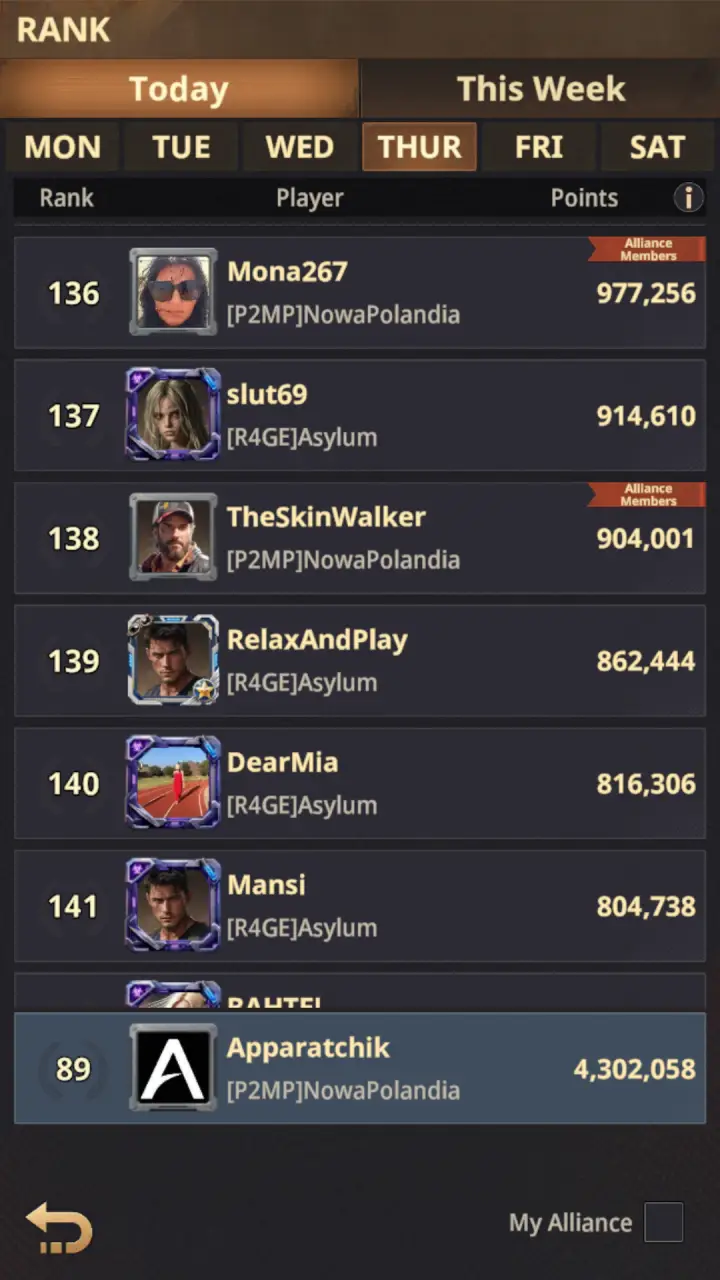 RANK
Today
This Week
MON
TUE
WED
THUR
FRI
SAT
Rank
Player
Points
i
Alliance
Members
136
Mona267
[P2MP]NowaPolandia
977,256
137
slut69
[R4GE]Asylum
914,610
Alliance
Members
138
TheSkinWalker
[P2MP]NowaPolandia
904,001
139
RelaxAndPlay
[R4GE]Asylum
862,444
140
DearMia
[R4GE]Asylum
816,306
141
Mansi
[R4GE]Asylum
804,738
89
Apparatchik
[P2MP]NowaPolandia
4,302,058
My Alliance